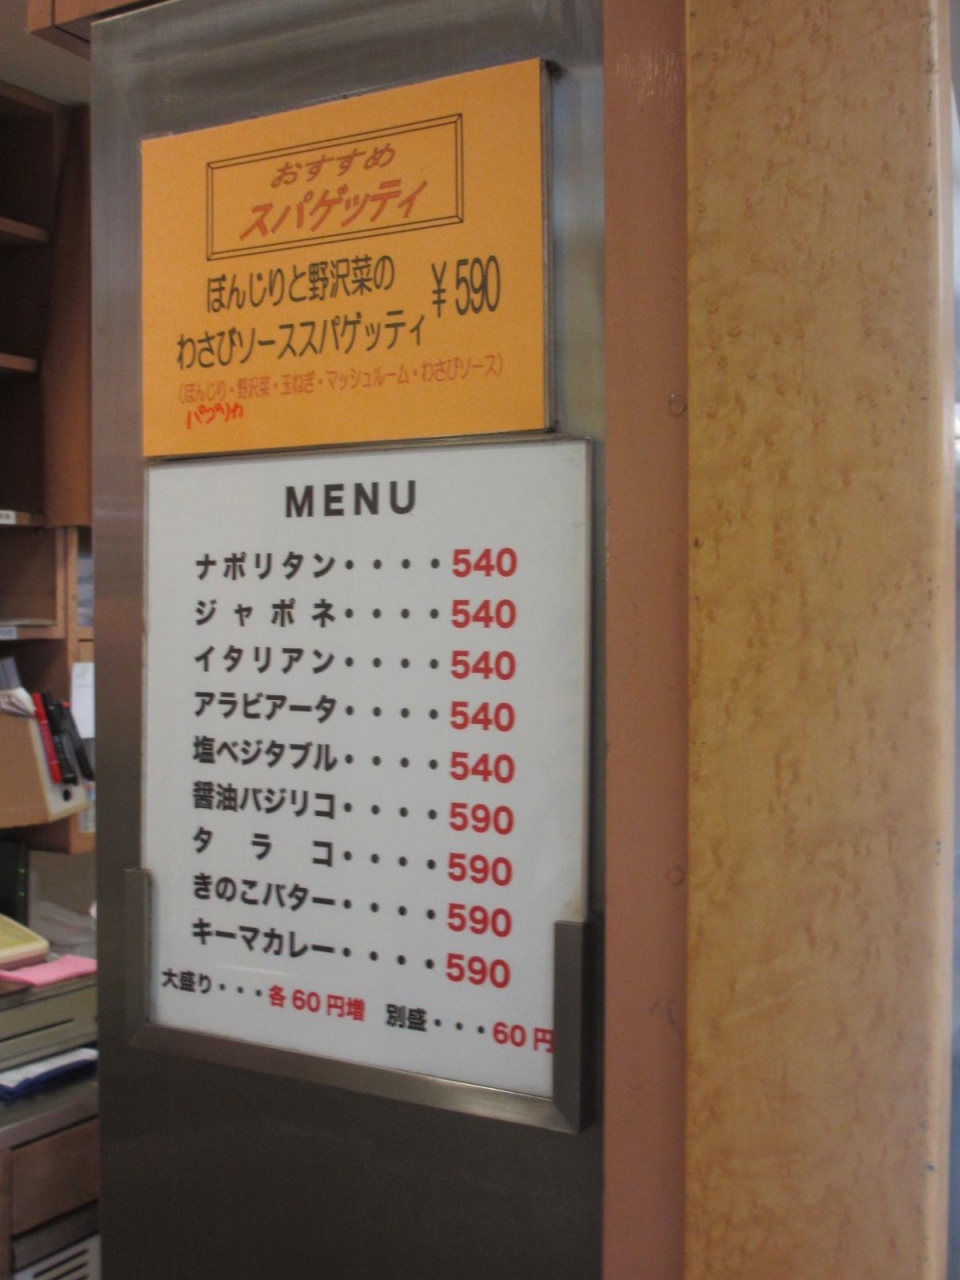 おすすめ
スパゲッティ
ぼんじりと野沢菜の
わさびソーススパゲッティ
¥590
(ぼんじり・野沢菜・玉ねぎ・マッシュルーム・わさびソース)
パプリカ
MENU
ナポリタン・・・・540
ジャポネ・・・・540
イタリアン・・・・540
アラビアータ・・・・540
塩ベジタブル・・・・540
醤油バジリコ・・・・590
タラコ・・・・590
きのこバター・・・・590
キーマカレー・・・・590
大盛り・・・各60円増 別盛・・・60円